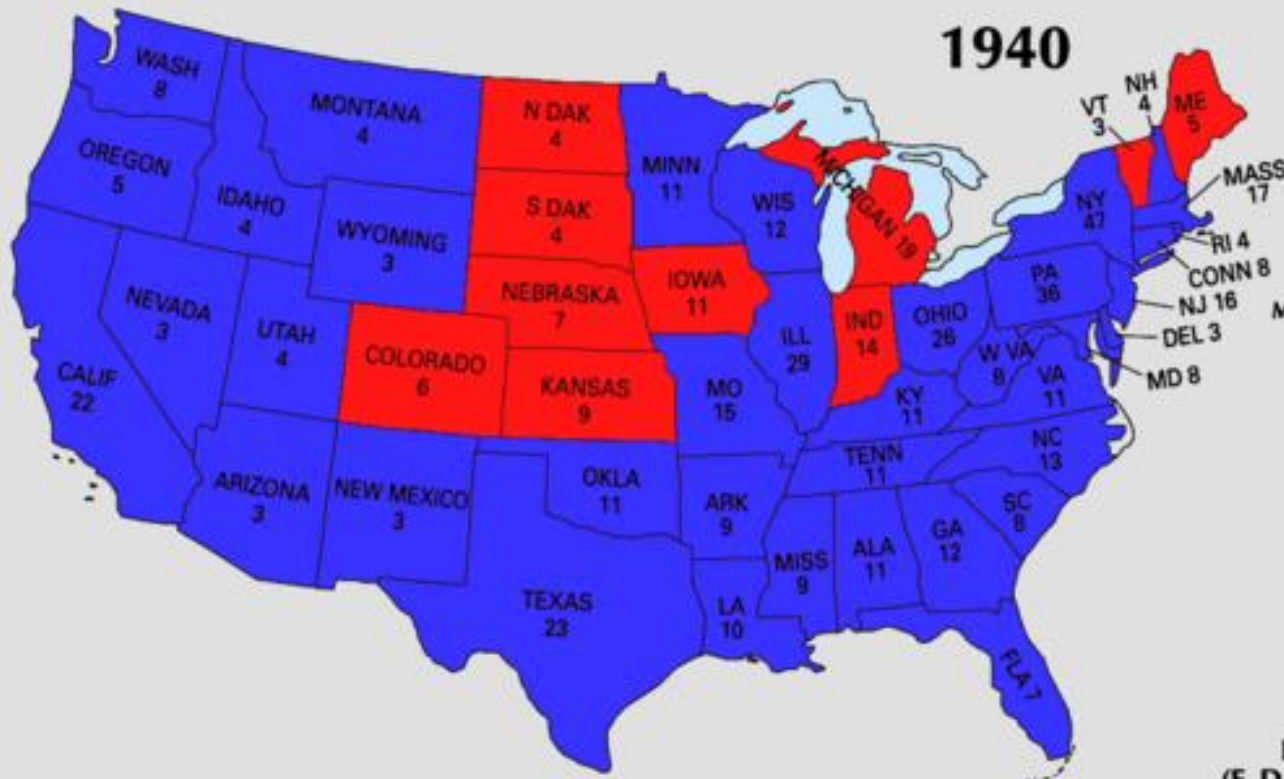 1940
WASH
8
OREGON
5
CALIF
22
NEVADA
3
IDAHO
4
MONTANA
4
WYOMING
3
UTAH
4
ARIZONA
3
COLORADO
6
NEW MEXICO
3
N DAK
4
S DAK
4
NEBRASKA
7
KANSAS
9
OKLA
11
TEXAS
23
MINN
11
IOWA
11
MO
15
ARK
9
LA
10
WIS
12
ILL
29
MICHIGAN 19
IND
14
OHIO
26
KY
11
TENN
11
MISS
9
ALA
11
GA
12
FLA 7
SC
8
NC
13
VA
11
W VA
8
PA
36
NY
47
VT
3
NH
4
ME
5
MASS
17
RI 4
CONN 8
NJ 16
DEL 3
MD 8